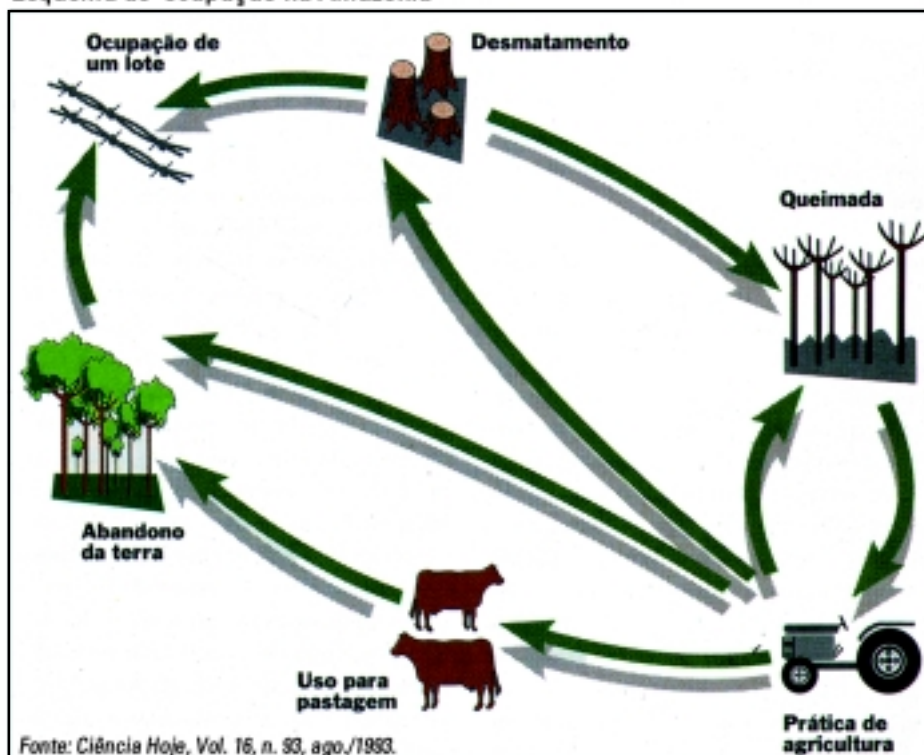 Ocupação de
um lote
Desmatamento
Queimada
Abandono
da terra
Uso para
pastagem
Prática de
agricultura
Fonte: Ciência Hoje, Vol. 16, n. 93, ago./1993.